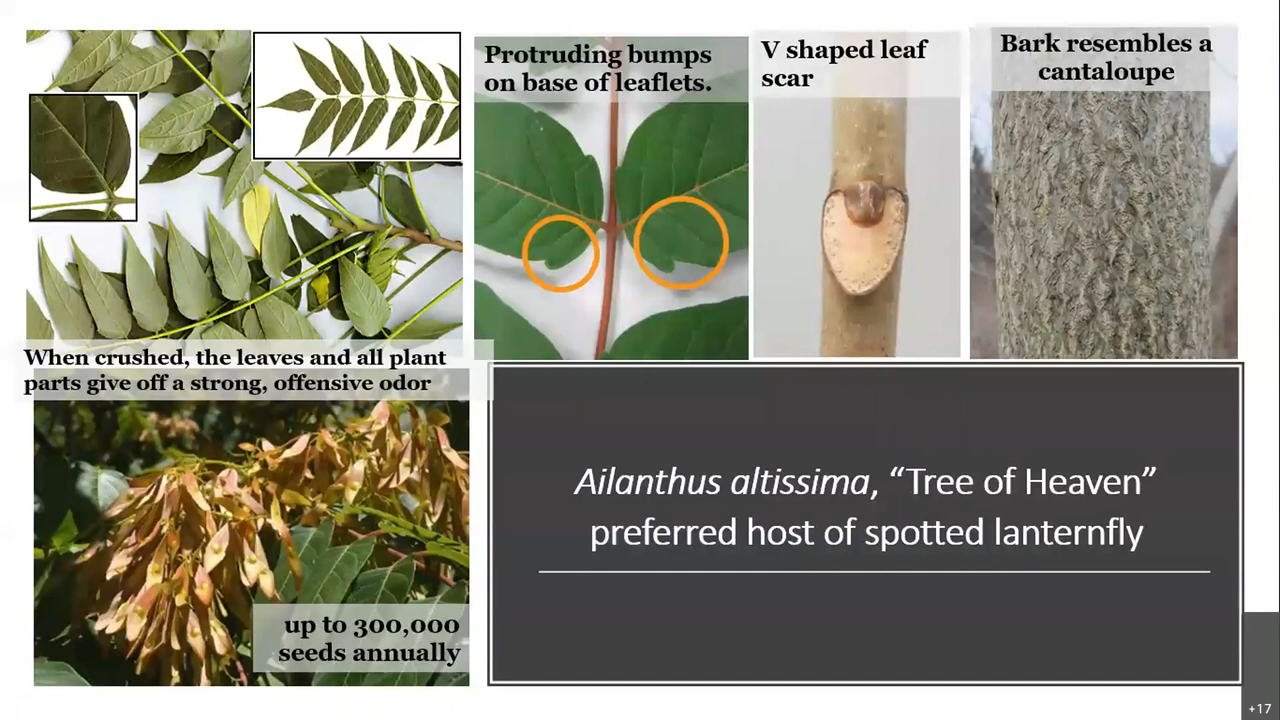 Protruding bumps
on base of leaflets.
V shaped leaf
scar
Bark resembles a
cantaloupe
When crushed, the leaves and all plant
parts give off a strong, offensive odor
up to 300,000
seeds annually
Ailanthus altissima, “Tree of Heaven”
preferred host of spotted lanternfly
+17